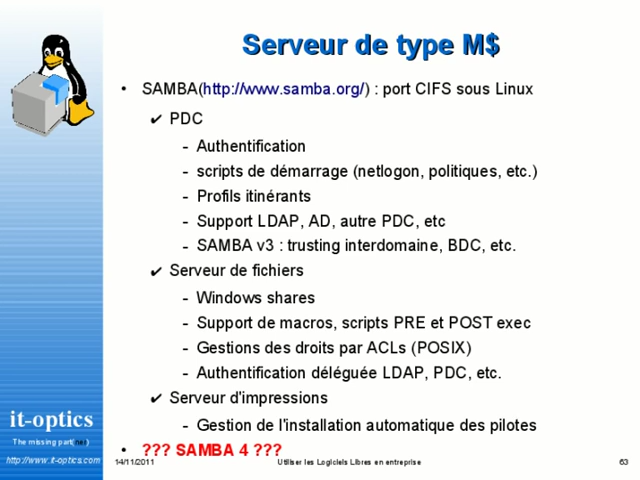 Serveur de type M$
• SAMBA(http://www.samba.org/) : port CIFS sous Linux
✔ PDC
- Authentification
- scripts de démarrage (netlogon, politiques, etc.)
- Profils itinérants
- Support LDAP, AD, autre PDC, etc
- SAMBA v3 : trusting interdomaine, BDC, etc.
✔ Serveur de fichiers
- Windows shares
- Support de macros, scripts PRE et POST exec
- Gestions des droits par ACLs (POSIX)
- Authentification déléguée LDAP, PDC, etc.
✔ Serveur d'impressions
- Gestion de l'installation automatique des pilotes
• ??? SAMBA 4 ???
it-optics
The missing part(ner)
http://www.it-optics.com
14/11/2011 Utiliser les Logiciels Libres en entreprise 63